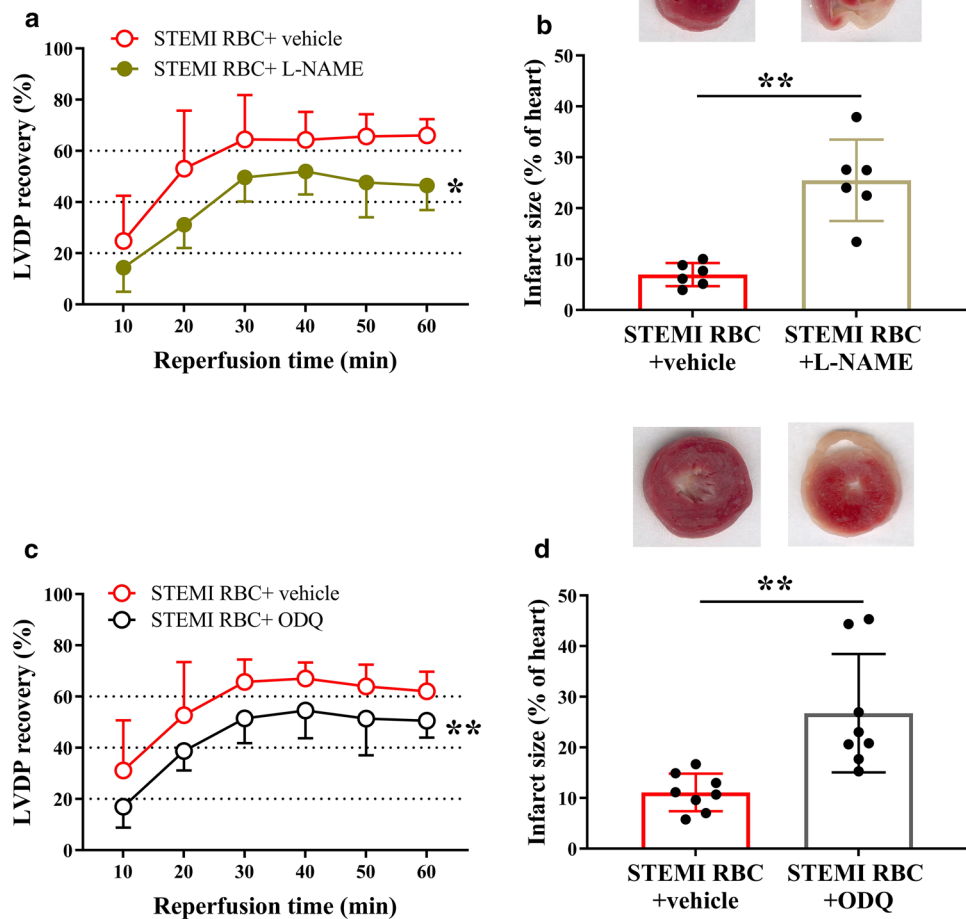 a
STEMI RBC+ vehicle
STEMI RBC+ L-NAME
LVDP recovery (%)
100
80
60
40
20
0
*
10 20 30 40 50 60
Reperfusion time (min)
b
Infarct size (% of heart)
50
40
30
20
10
0
**
STEMI RBC STEMI RBC
+vehicle +L-NAME
c
STEMI RBC+ vehicle
STEMI RBC+ ODQ
LVDP recovery (%)
100
80
60
40
20
0
**
10 20 30 40 50 60
Reperfusion time (min)
d
Infarct size (% of heart)
50
40
30
20
10
0
**
STEMI RBC STEMI RBC
+vehicle +ODQ